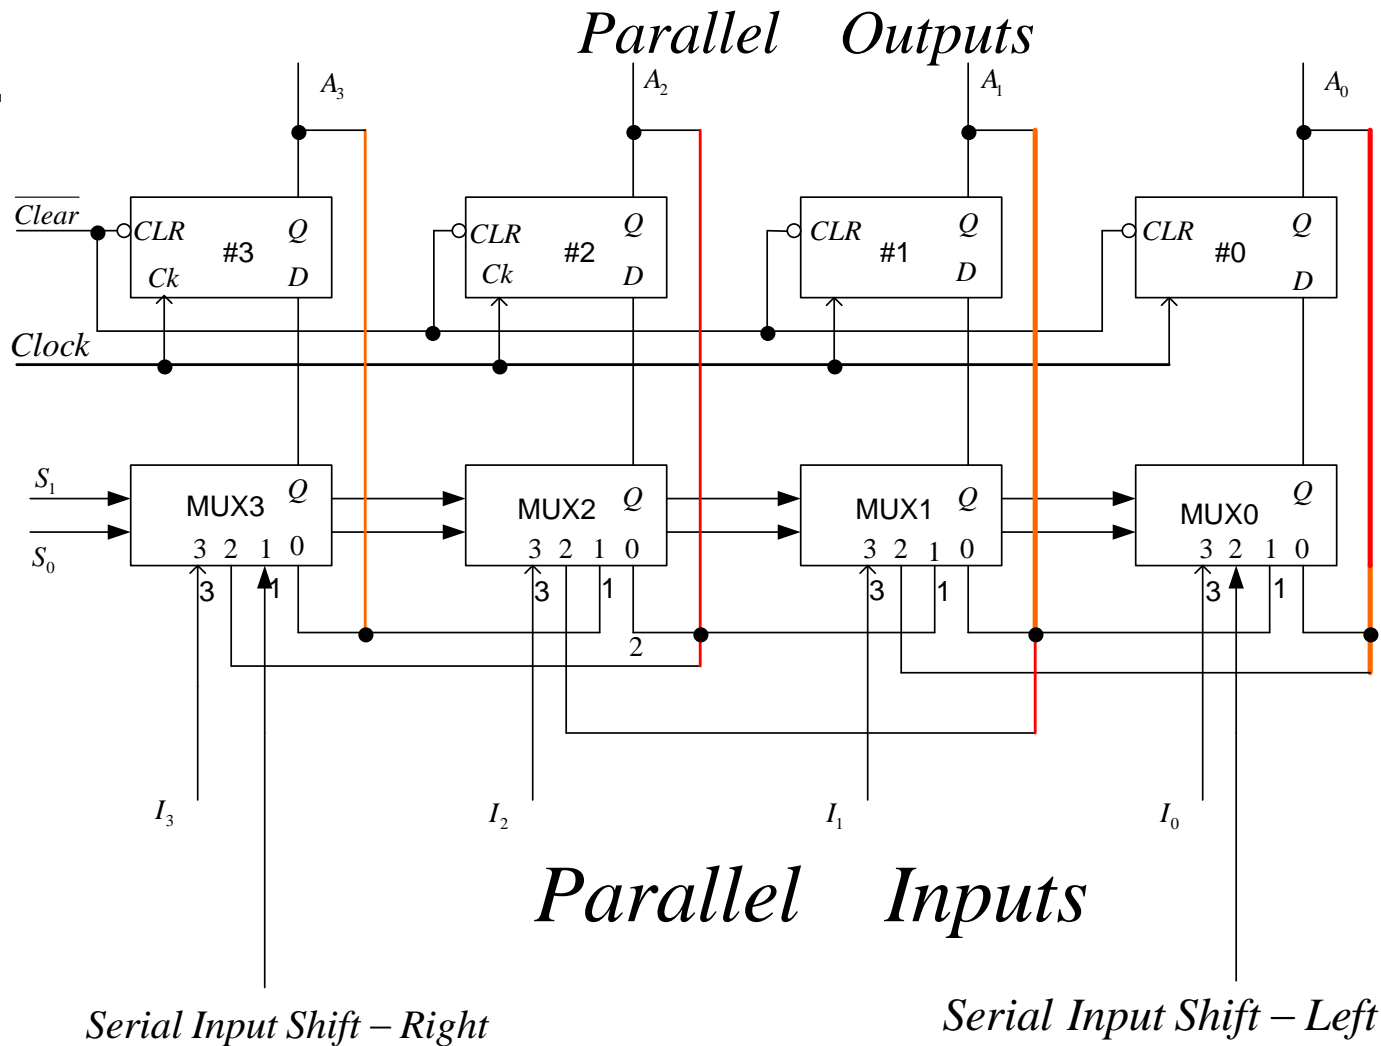 Parallel Outputs
A3 A2 A1 A0
Clear CLR Q CLR Q CLR Q CLR Q
#3 #2 #1 #0
Ck D Ck D D D
Clock
S1 MUX3 Q MUX2 Q MUX1 Q MUX0 Q
S0 3 2 1 0 3 2 1 0 3 2 1 0 3 2 1 0
3 1 3 1 3 1 3 1
2
I3 I2 I1 I0
Parallel Inputs
Serial Input Shift – Right Serial Input Shift – Left